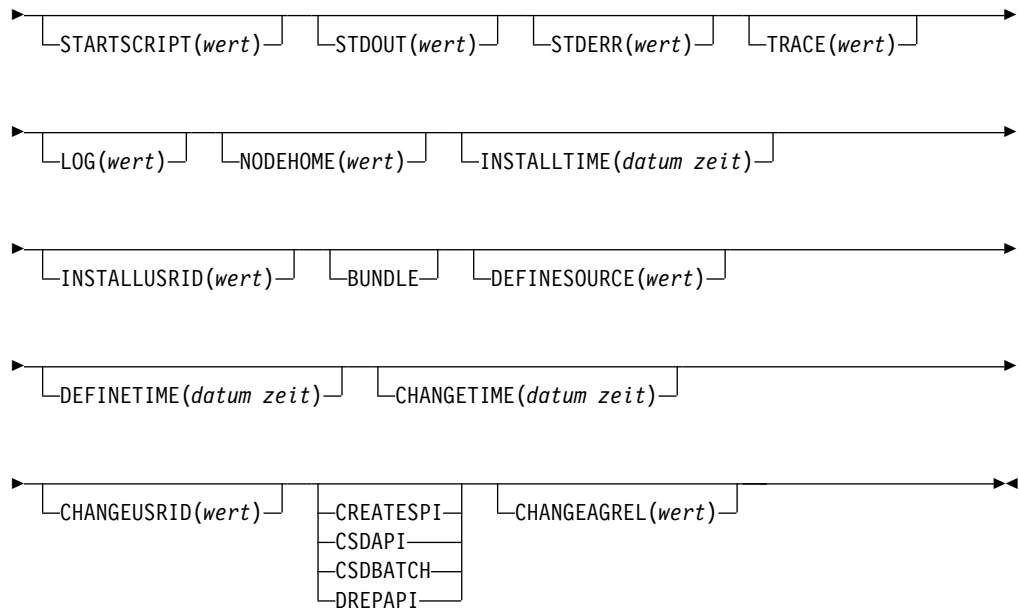 STARTSCRIPT(wert) STDOUT(wert) STDERR(wert) TRACE(wert)
LOG(wert) NODEHOME(wert) INSTALLTIME(datum zeit)
INSTALLUSRID(wert) BUNDLE DEFINESOURCE(wert)
DEFINETIME(datum zeit) CHANGETIME(datum zeit)
CHANGEUSRID(wert) CREATESPI CHANGEAGREL(wert)
CSDAPI
CSDBATCH
DREPAPI